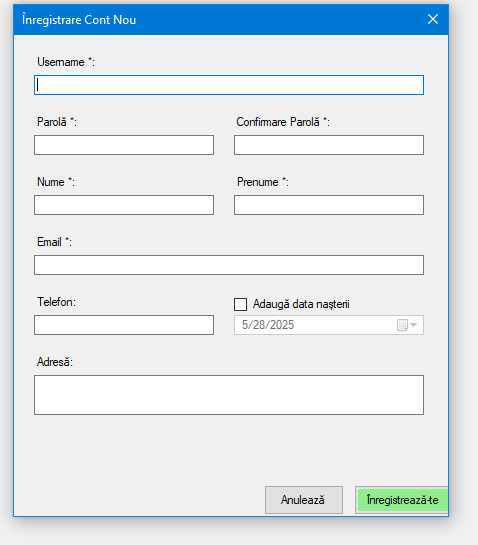 Înregistrare Cont Nou
Username *:
Parolă *: Confirmare Parolă *:
Nume *: Prenume *:
Email *:
Telefon: Adaugă data nașterii
5/28/2025
Adresă:
Anulează Înregistrează-te